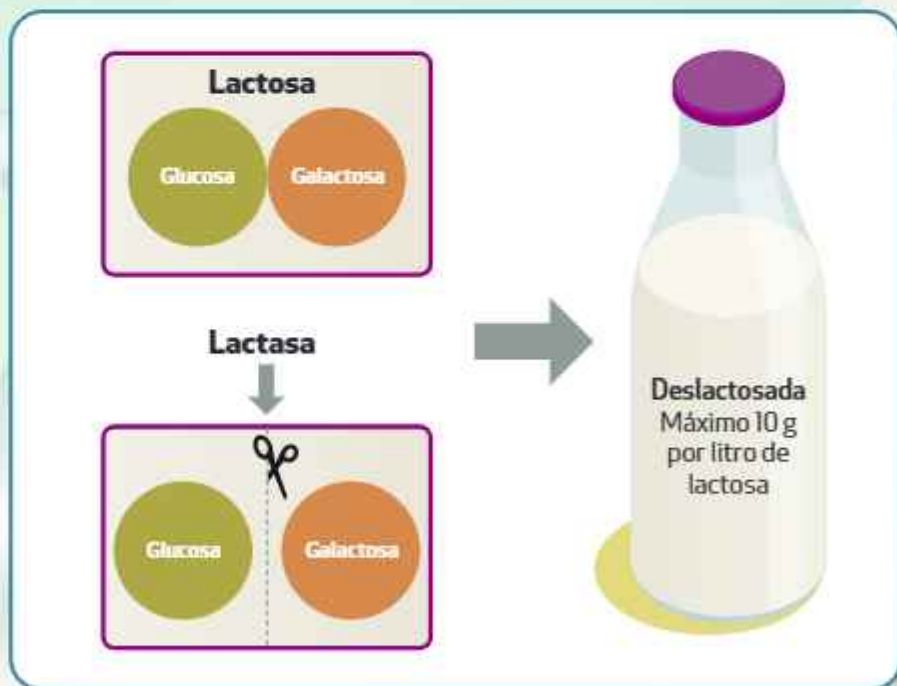 Lactosa
Glucosa Galactosa
Lactasa
Glucosa Galactosa
Deslactosada
Máximo 10 g
por litro de
lactosa